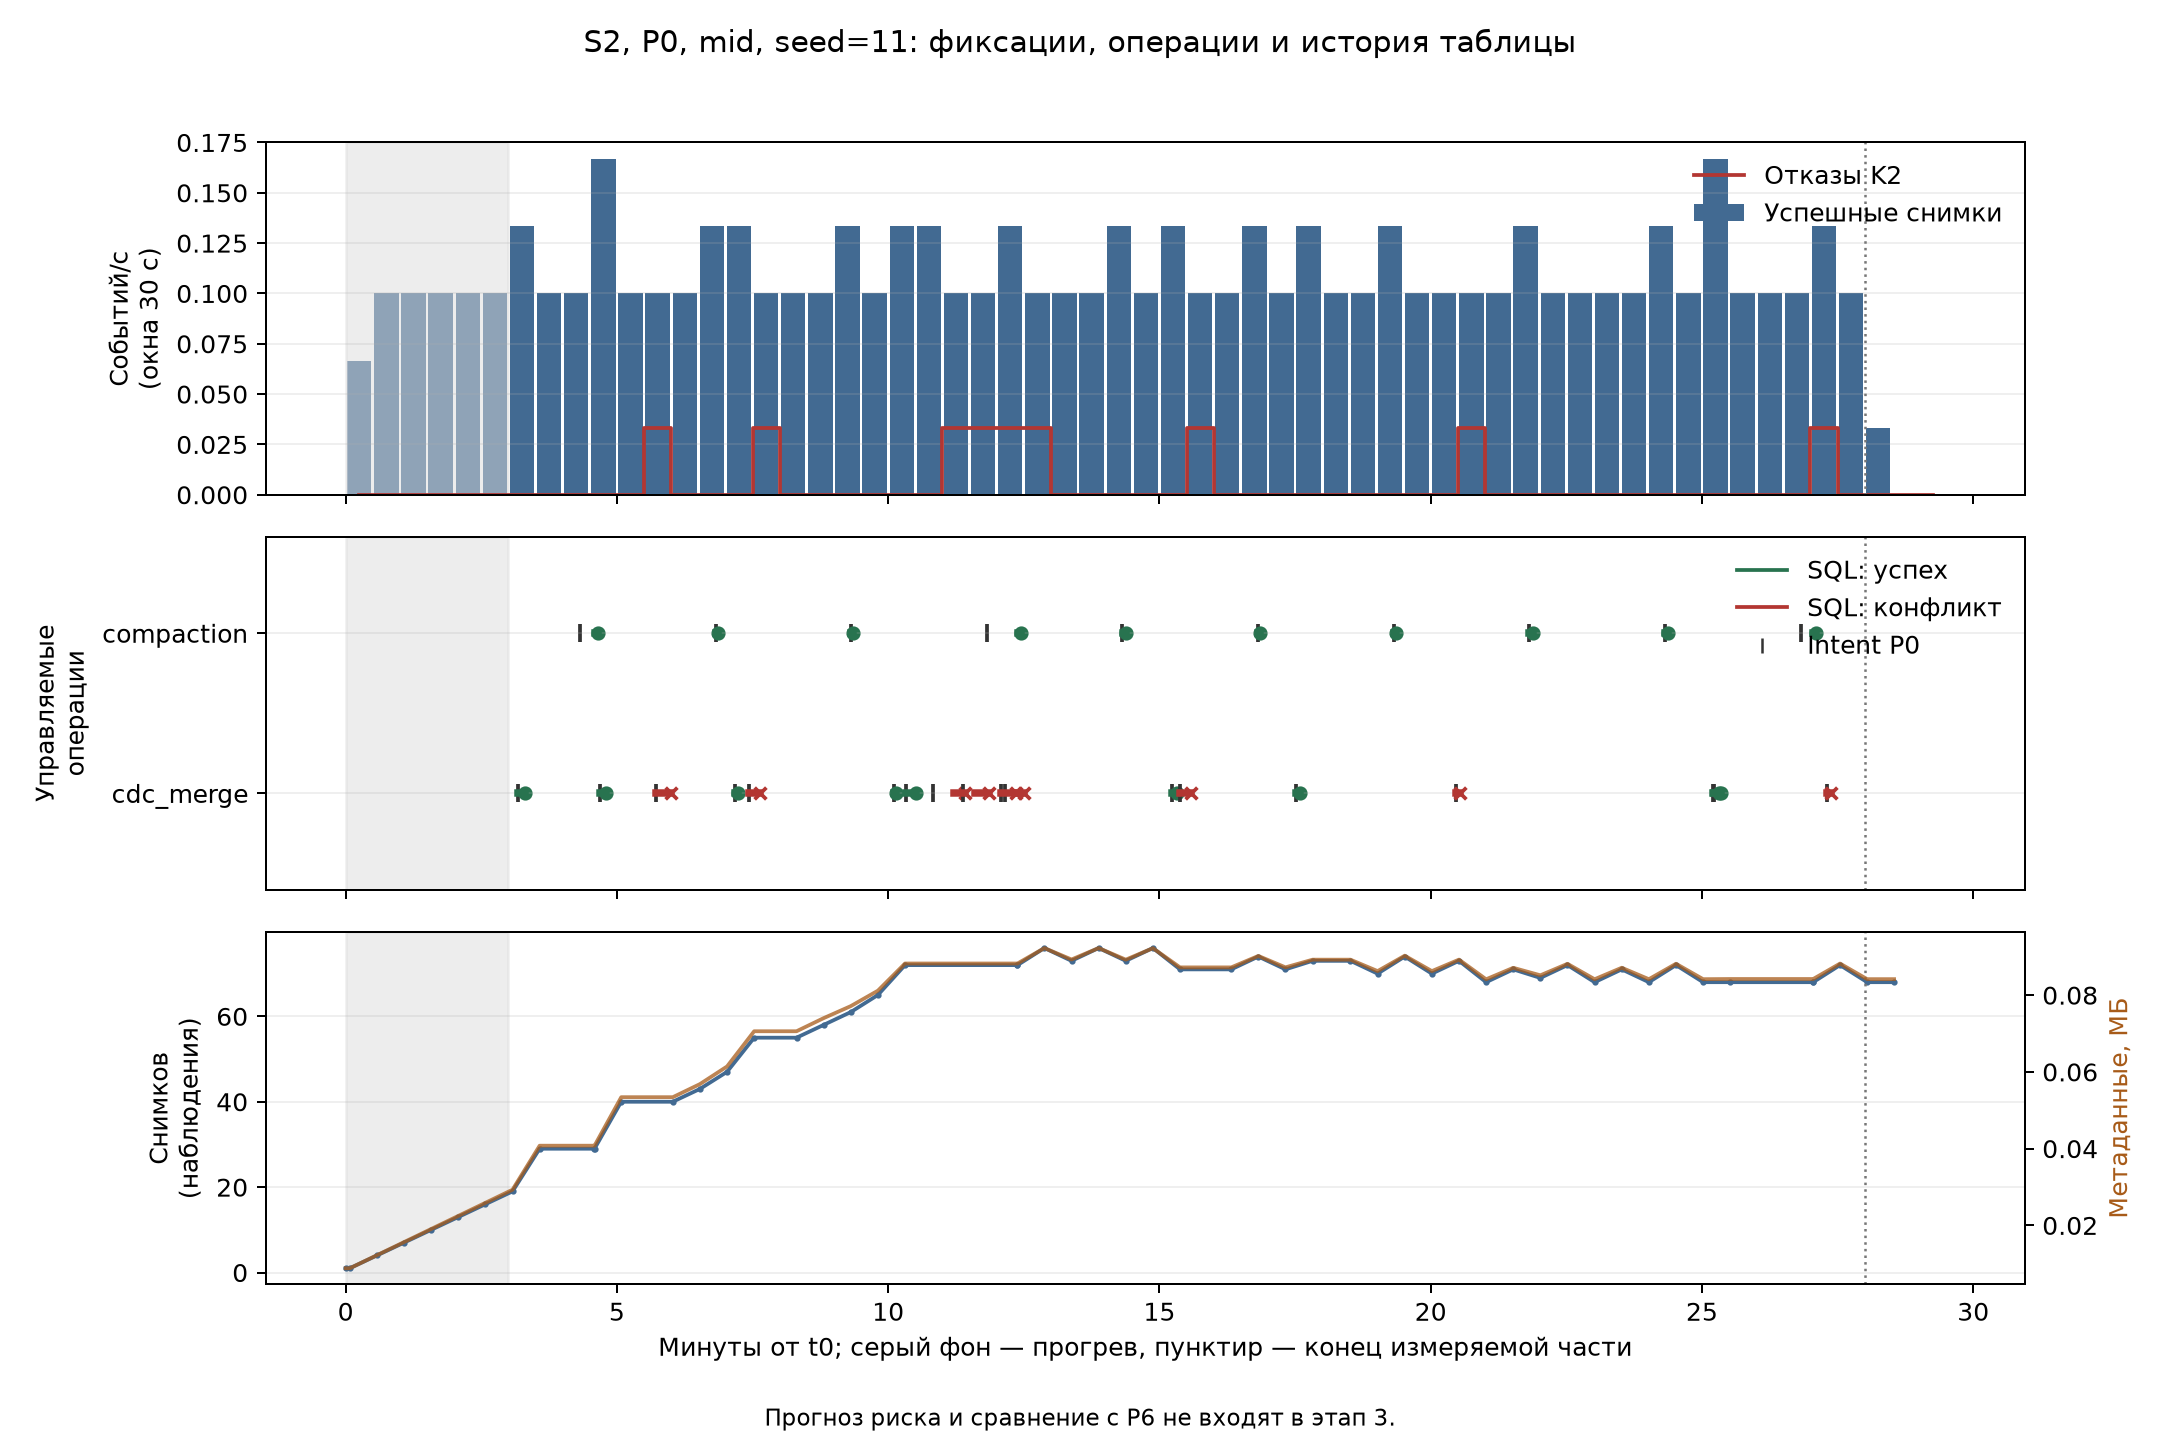 S2, P0, mid, seed=11: фиксации, операции и история таблицы
Событий/с
(окна 30 с)
0.175
0.150
0.125
0.100
0.075
0.050
0.025
0.000
Отказы K2
Успешные снимки
Управляемые
операции
compaction
cdc_merge
SQL: успех
SQL: конфликт
Intent P0
Снимков
(наблюдения)
60
40
20
0
0.08
0.06
0.04
0.02
Метаданные, МБ
0 5 10 15 20 25 30
Минуты от t0; серый фон — прогрев, пунктир — конец измеряемой части
Прогноз риска и сравнение с P6 не входят в этап 3.